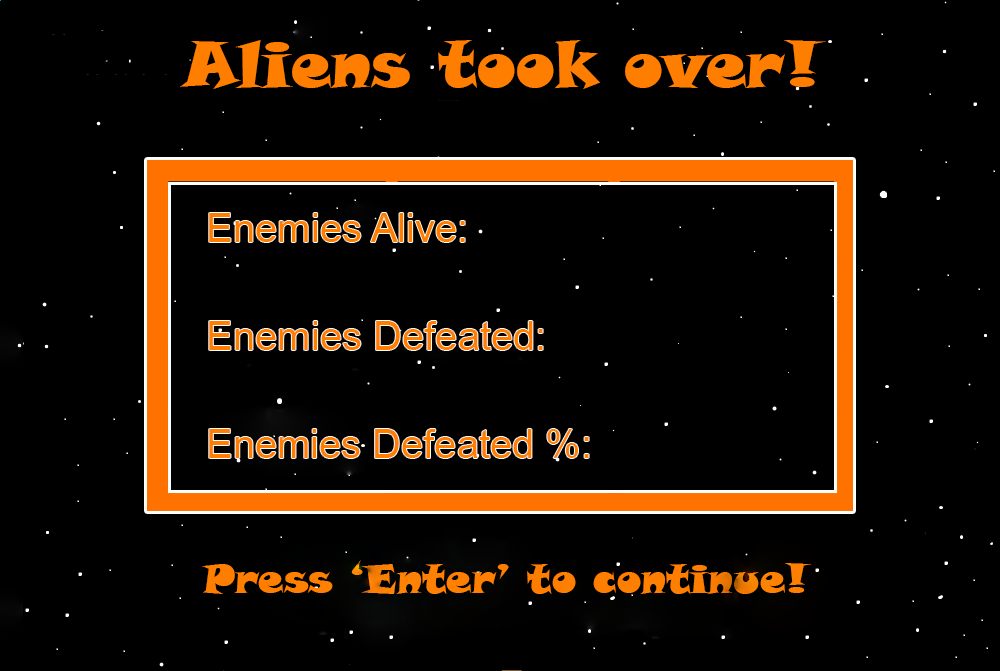 Aliens took over!
Enemies Alive:
Enemies Defeated:
Enemies Defeated %:
Press ‘Enter’ to continue!